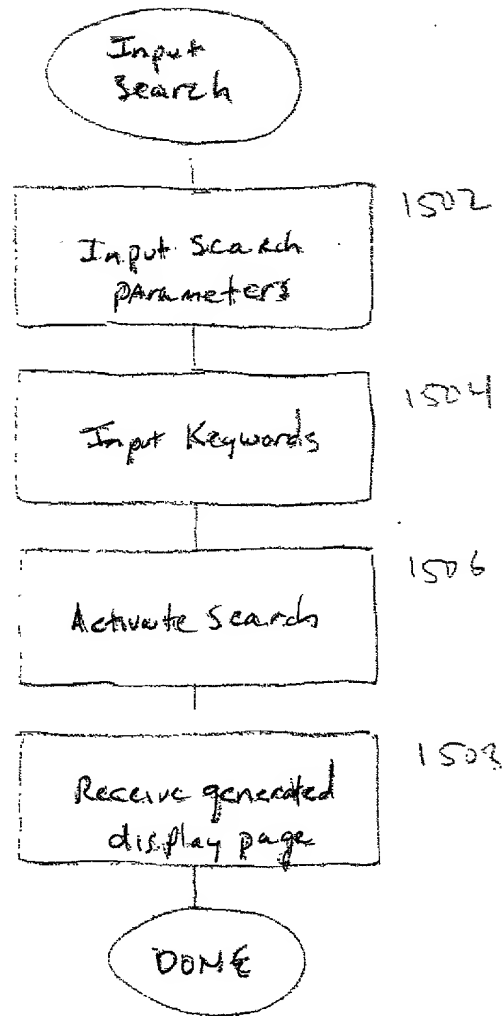 Input
Search
1502
Input Search
parameters
1504
Input Keywords
1506
Activate Search
1508
Receive generated
display page
DONE